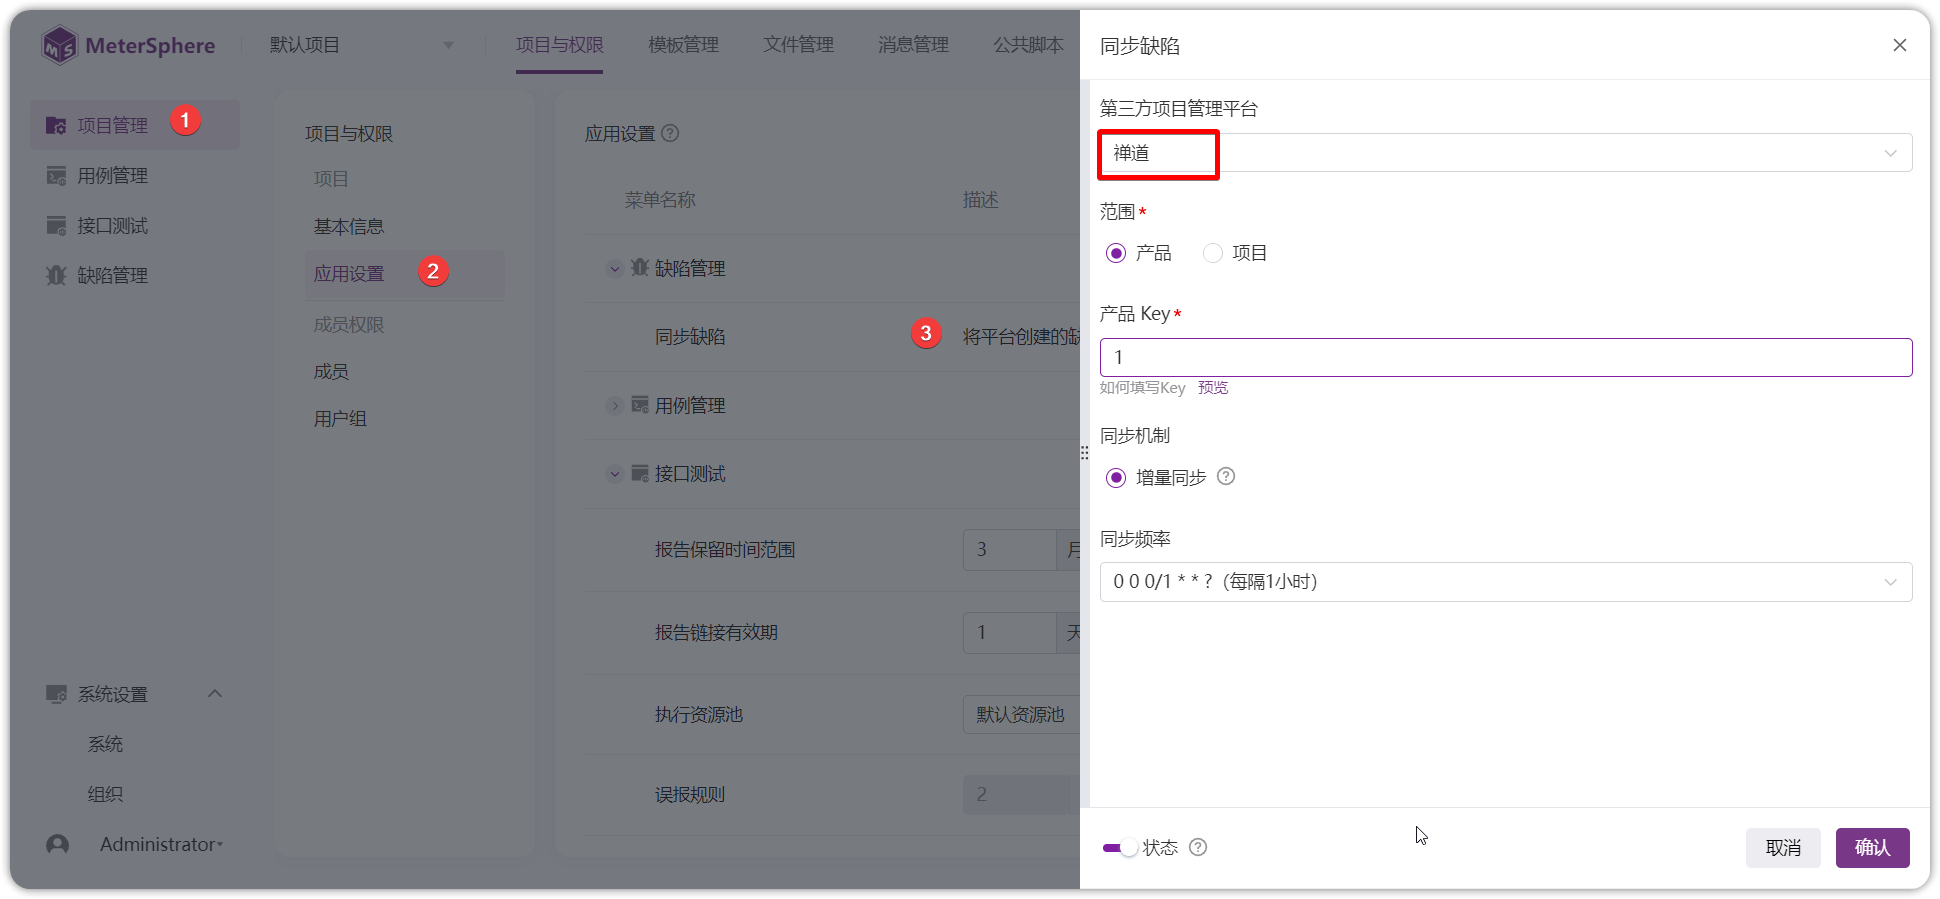 MeterSphere
默认项目
项目与权限
模板管理
文件管理
消息管理
公共脚本
项目管理
1
用例管理
接口测试
缺陷管理
系统设置
系统
组织
Administrator
项目与权限
项目
基本信息
应用设置
2
成员权限
成员
用户组
应用设置
菜单名称
描述
缺陷管理
同步缺陷
3
将平台创建的缺
用例管理
接口测试
报告保留时间范围
3
月
报告链接有效期
1
天
执行资源池
默认资源池
误报规则
2
同步缺陷
第三方项目管理平台
禅道
范围*
产品
项目
产品 Key*
1
如何填写Key 预览
同步机制
增量同步
同步频率
0 0 0/1 * * ?（每隔1小时）
状态
取消
确认